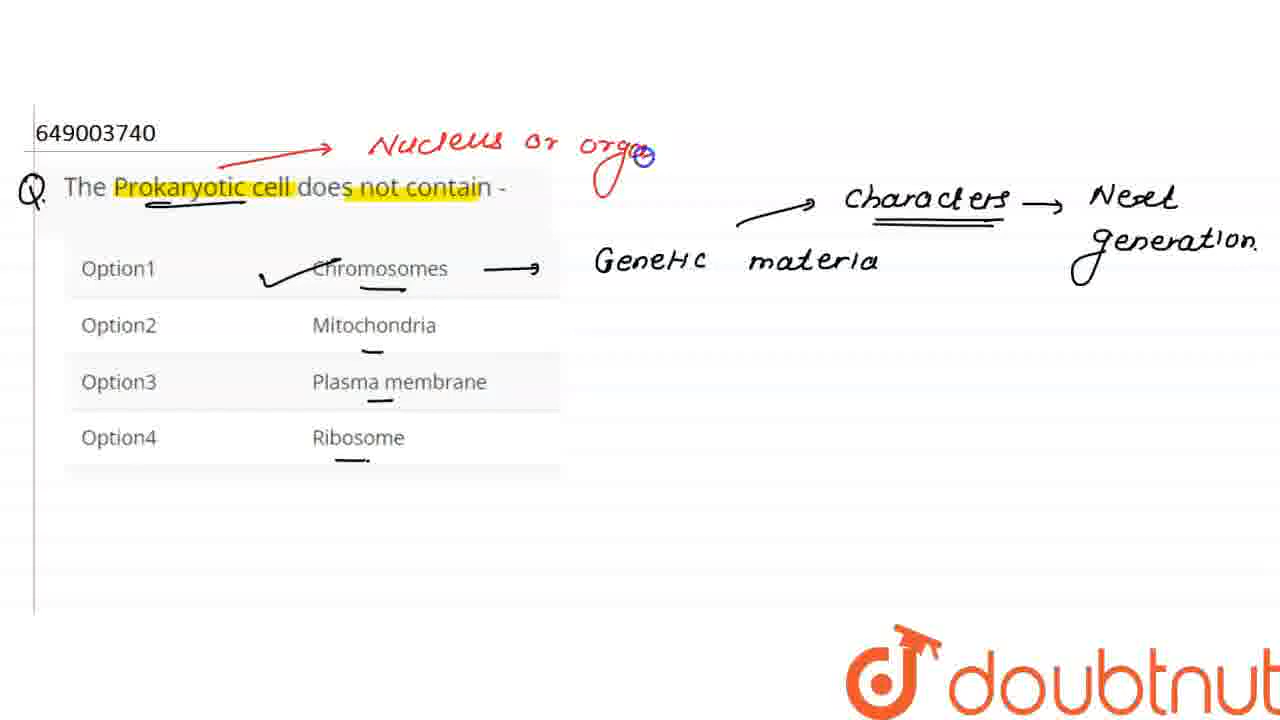 649003740
Nucleus or orga
Q. The Prokaryotic cell does not contain -
Characters → Next
generation.
Option1 Chromosomes → Genetic materia
Option2 Mitochondria
Option3 Plasma membrane
Option4 Ribosome
doubtnut